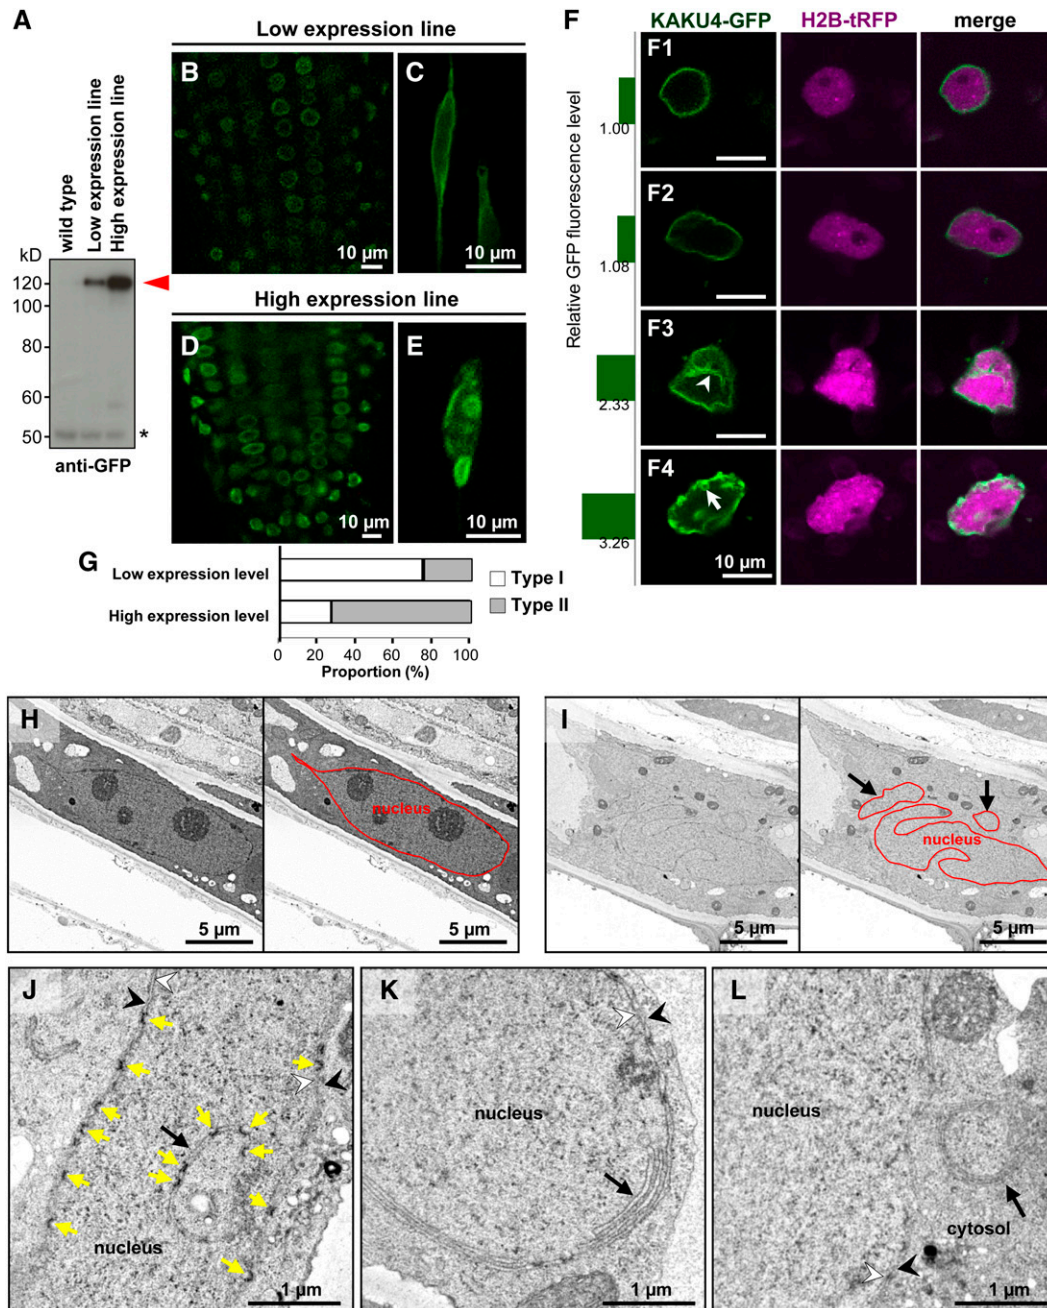 A
wild type
Low expression line
High expression line
kD
120
100
80
60
50
*
anti-GFP
Low expression line
B
10 µm
C
10 µm
High expression line
D
10 µm
E
10 µm
F
KAKU4-GFP
H2B-tRFP
merge
Relative GFP fluorescence level
F1
1.00
F2
1.08
F3
2.33
F4
3.26
10 µm
G
Low expression level
High expression level
Type I
Type II
0 20 40 60 80 100
Proportion (%)
H
5 µm
nucleus
5 µm
I
5 µm
nucleus
5 µm
J
nucleus
1 µm
K
nucleus
1 µm
L
nucleus
cytosol
1 µm